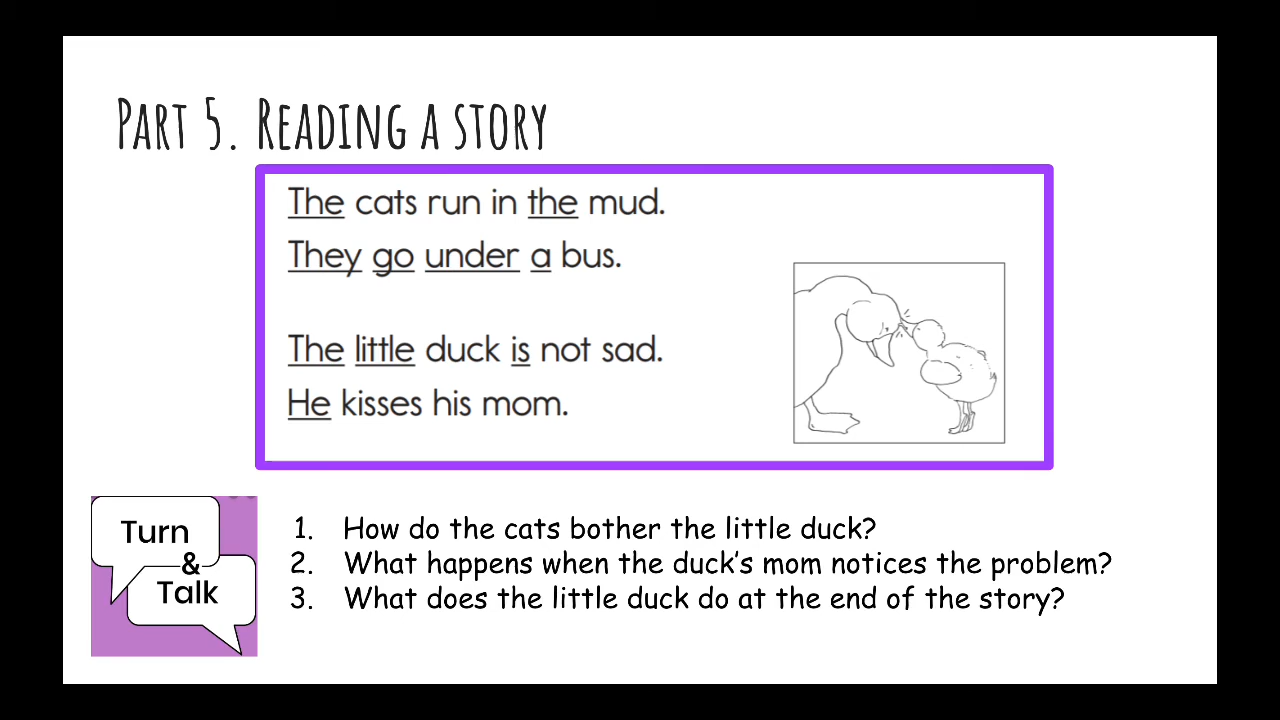 Part 5. Reading a story
The cats run in the mud.
They go under a bus.
The little duck is not sad.
He kisses his mom.
Turn
&
Talk
1. How do the cats bother the little duck?
2. What happens when the duck's mom notices the problem?
3. What does the little duck do at the end of the story?